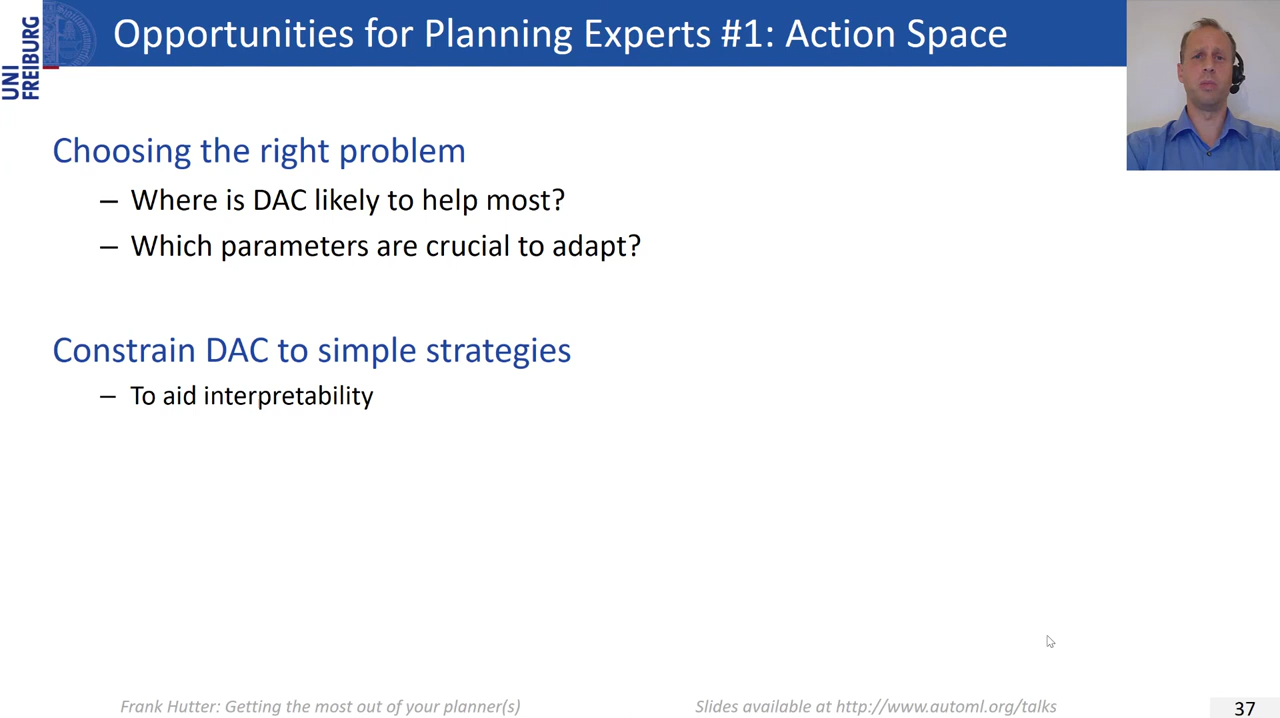 UNI
FREIBURG
Opportunities for Planning Experts #1: Action Space
Choosing the right problem
– Where is DAC likely to help most?
– Which parameters are crucial to adapt?
Constrain DAC to simple strategies
– To aid interpretability
Frank Hutter: Getting the most out of your planner(s)
Slides available at http://www.automl.org/talks
37